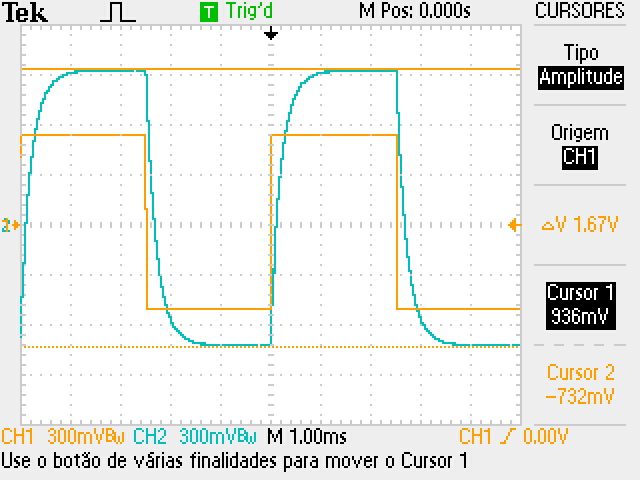 Tek T Trig'd M Pos: 0.000s CURSORES
Tipo
Amplitude
Origem
CH1
△V 1.67V
Cursor 1
936mV
Cursor 2
-732mV
2
CH1 300mVBw CH2 300mVBw M 1.00ms CH1 0.00V
Use o botão de várias finalidades para mover o Cursor 1